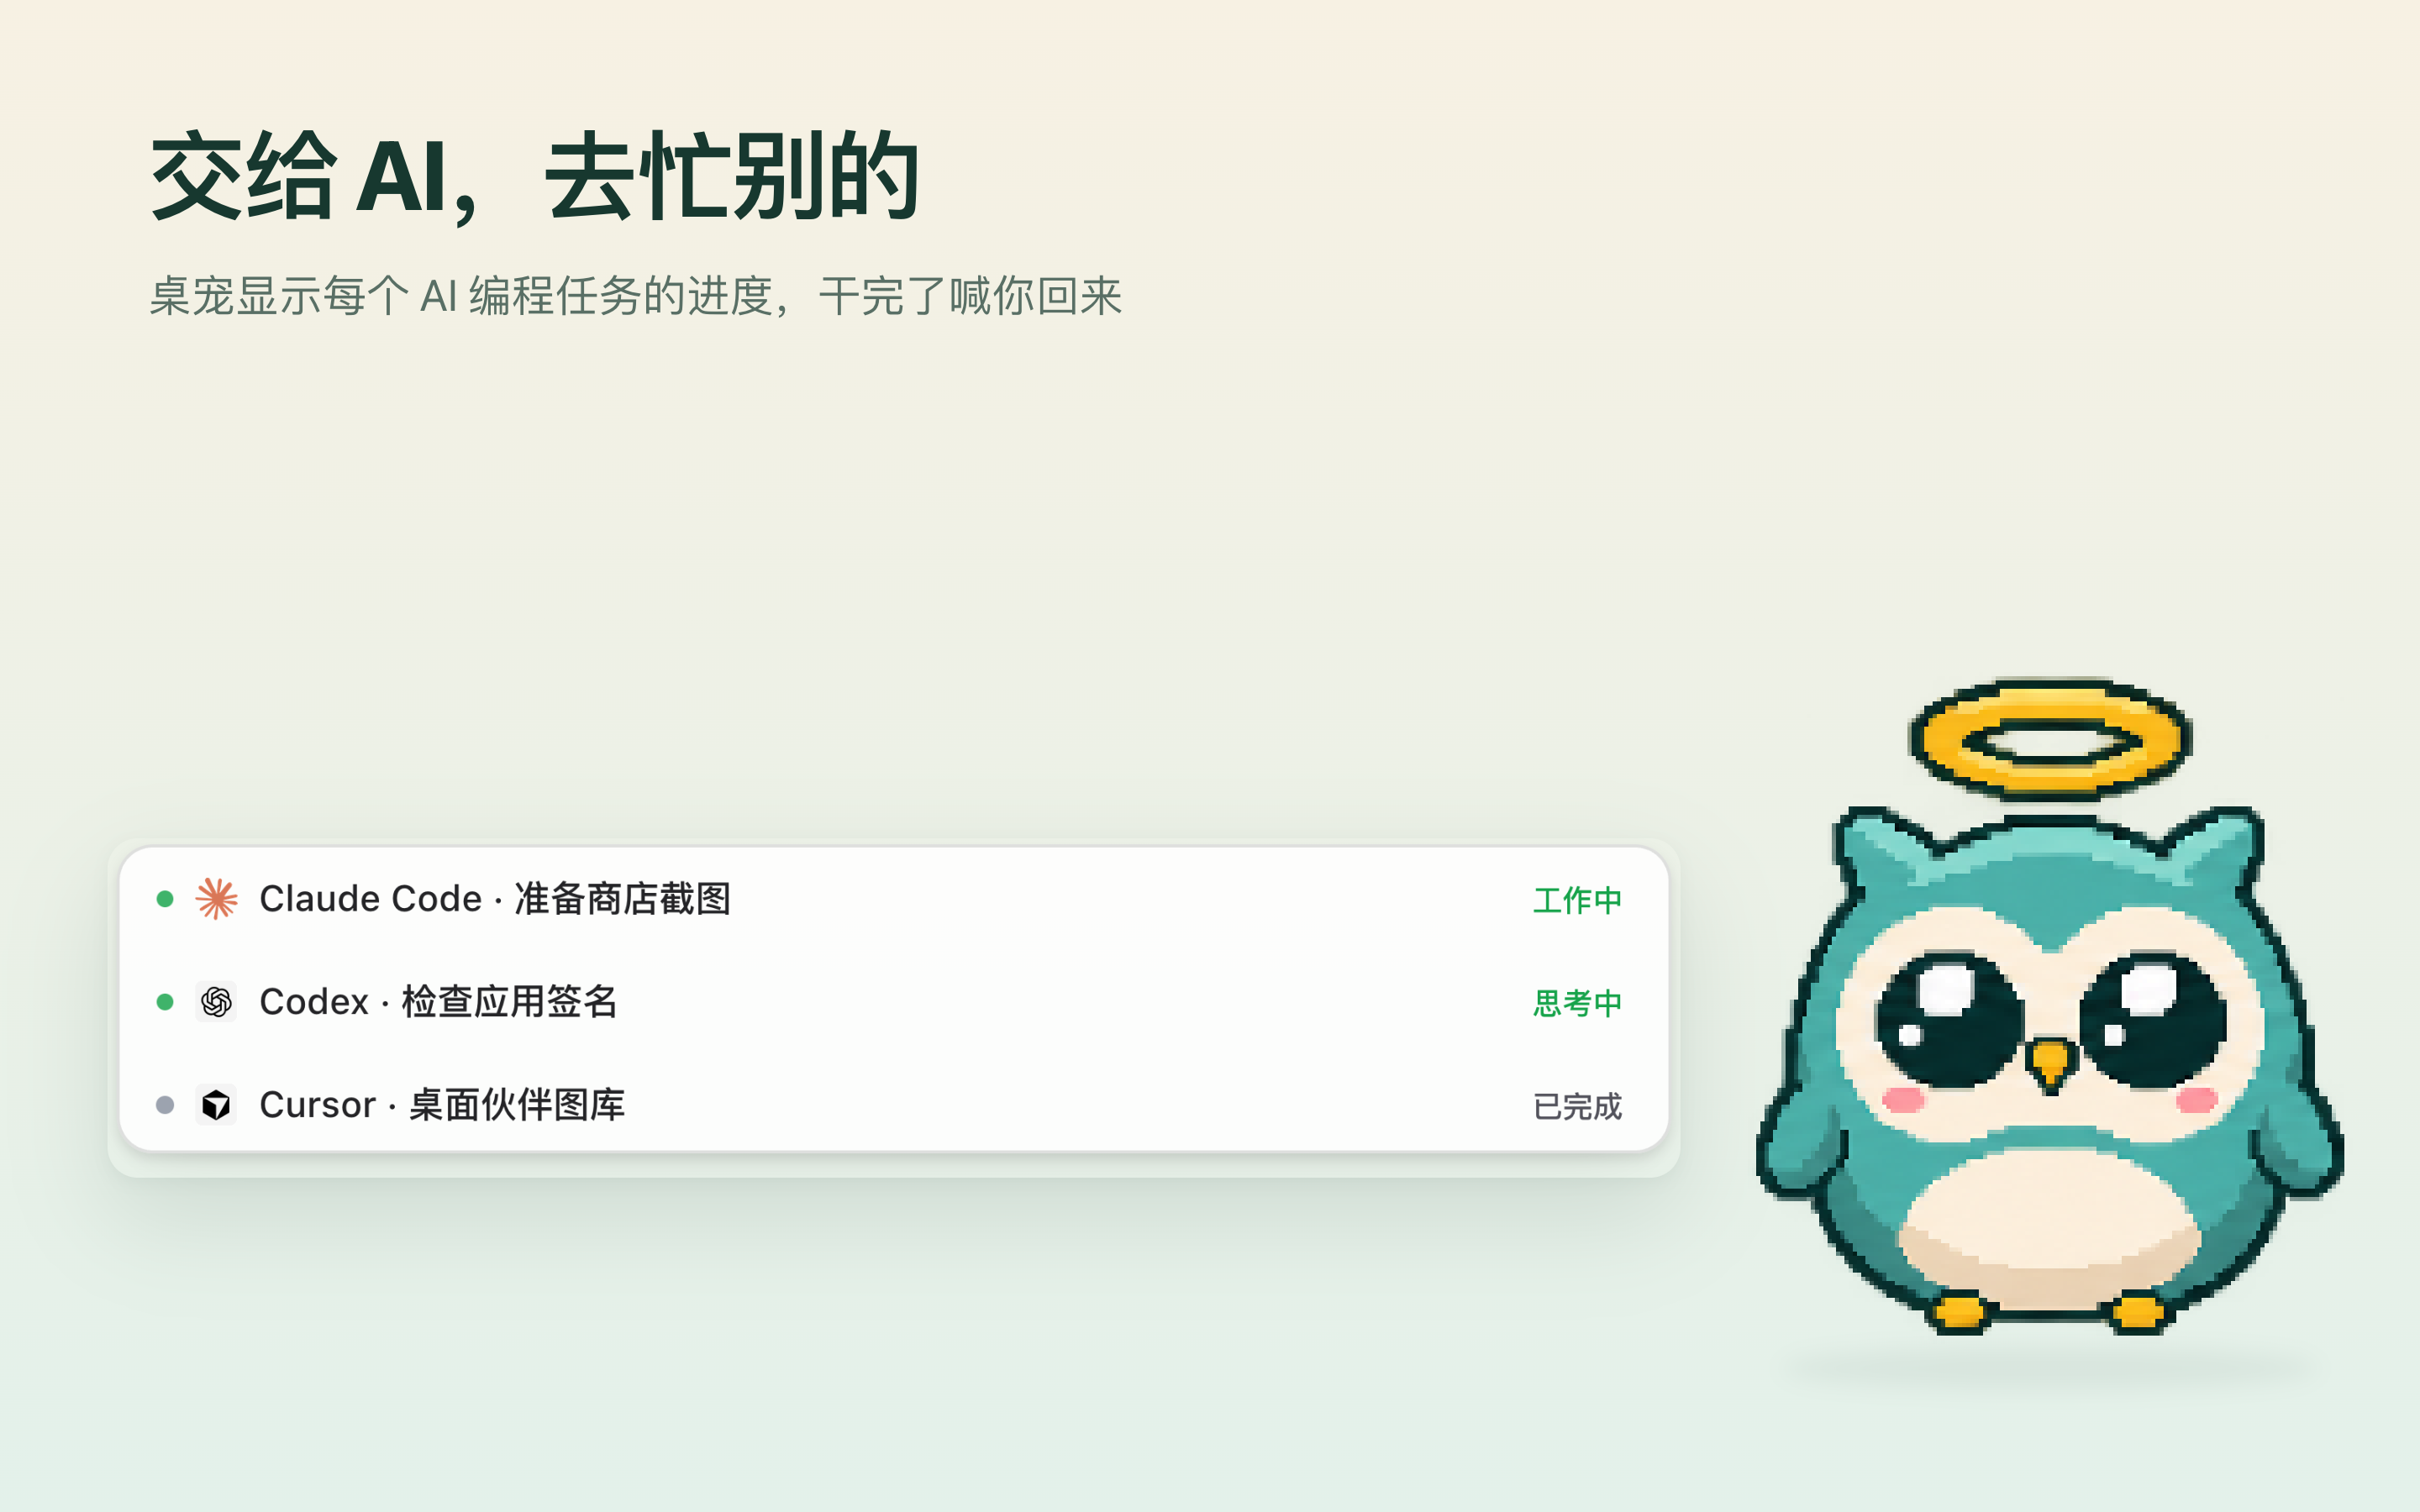 交给 AI，去忙别的
桌宠显示每个 AI 编程任务的进度，干完了喊你回来
Claude Code · 准备商店截图 工作中
Codex · 检查应用签名 思考中
Cursor · 桌面伙伴图库 已完成